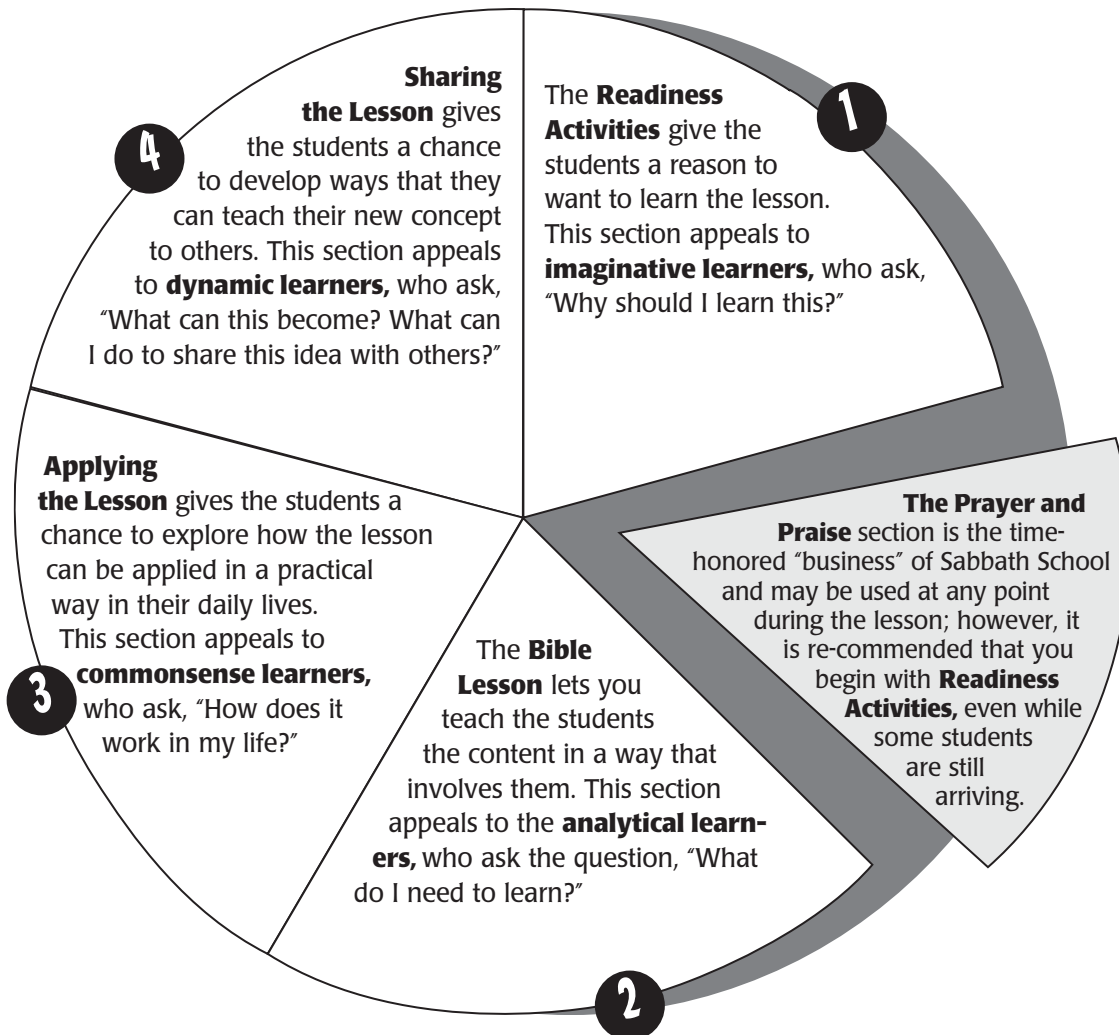 1
The Readiness
Activities give the
students a reason to
want to learn the lesson.
This section appeals to
imaginative learners, who ask,
“Why should I learn this?”
The Prayer and
Praise section is the time-
honored “business” of Sabbath School
and may be used at any point
during the lesson; however, it
is re-commended that you
begin with Readiness
Activities, even while
some students
are still
arriving.
2
The Bible
Lesson lets you
teach the students
the content in a way that
involves them. This section
appeals to the analytical learn-
ers, who ask the question, “What
do I need to learn?”
3
Applying
the Lesson gives the students a
chance to explore how the lesson
can be applied in a practical
way in their daily lives.
This section appeals to
commonsense learners,
who ask, “How does it
work in my life?”
4
Sharing
the Lesson gives
the students a chance
to develop ways that they
can teach their new concept
to others. This section appeals
to dynamic learners, who ask,
“What can this become? What can
I do to share this idea with others?”